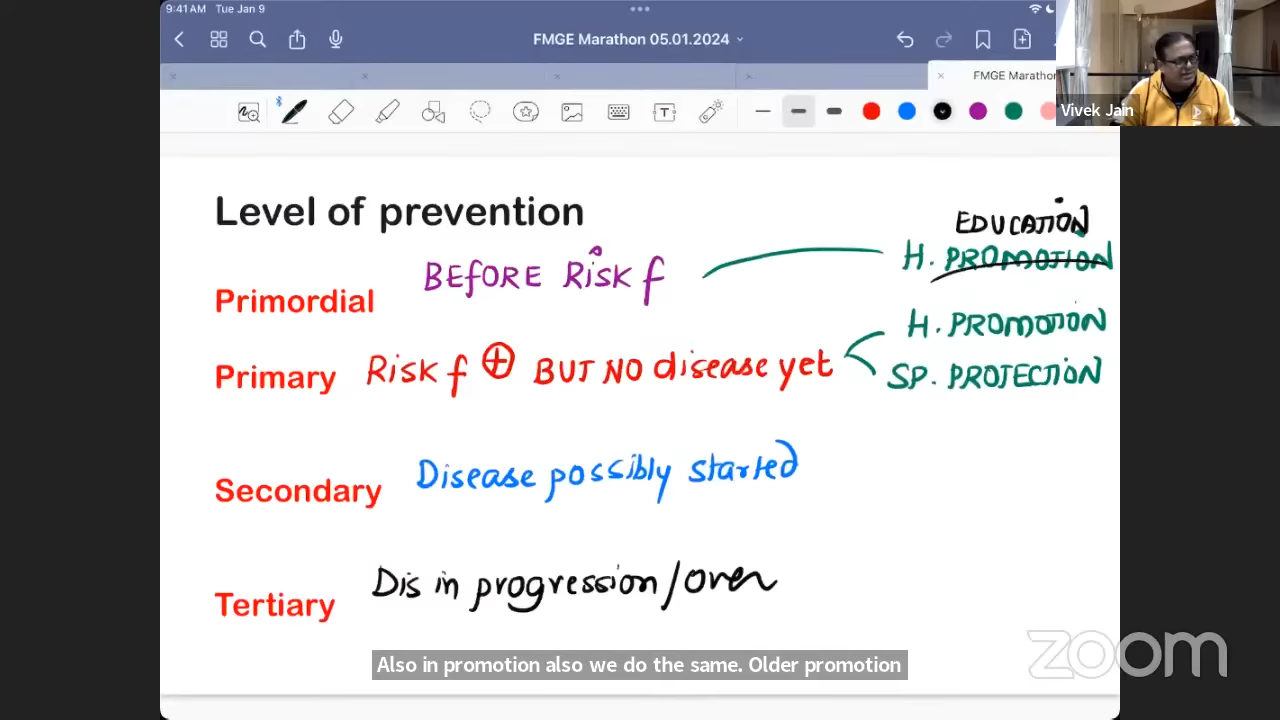 9:41AM Tue Jan 9
FMGE Marathon 05.01.2024
FMGE Marathon
T
Vivek Jain
Level of prevention
EDUCATION
Primordial BEFORE Risk f H. PROMOTION
H. PROMOTION
Primary Risk f ⊕ BUT NO disease yet SP. PROTECTION
Secondary Disease possibly started
Tertiary Dis in progression/over
Also in promotion also we do the same. Older promotion
zoom